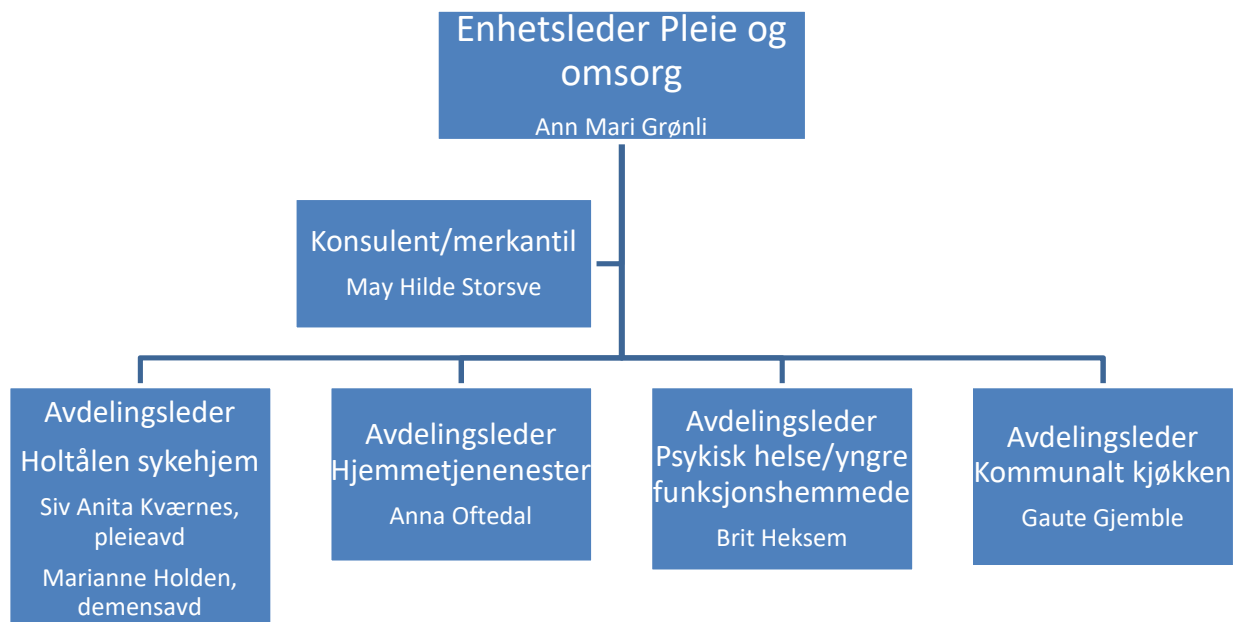 Enhetsleder Pleie og
omsorg
Ann Mari Grønli
Konsulent/merkantil
May Hilde Storsve
Avdelingsleder
Holtålen sykehjem
Siv Anita Kværnes,
pleieavd
Marianne Holden,
demensavd
Avdelingsleder
Hjemmetjenenester
Anna Oftedal
Avdelingsleder
Psykisk helse/yngre
funksjonshemmede
Brit Heksem
Avdelingsleder
Kommunalt kjøkken
Gaute Gjemble